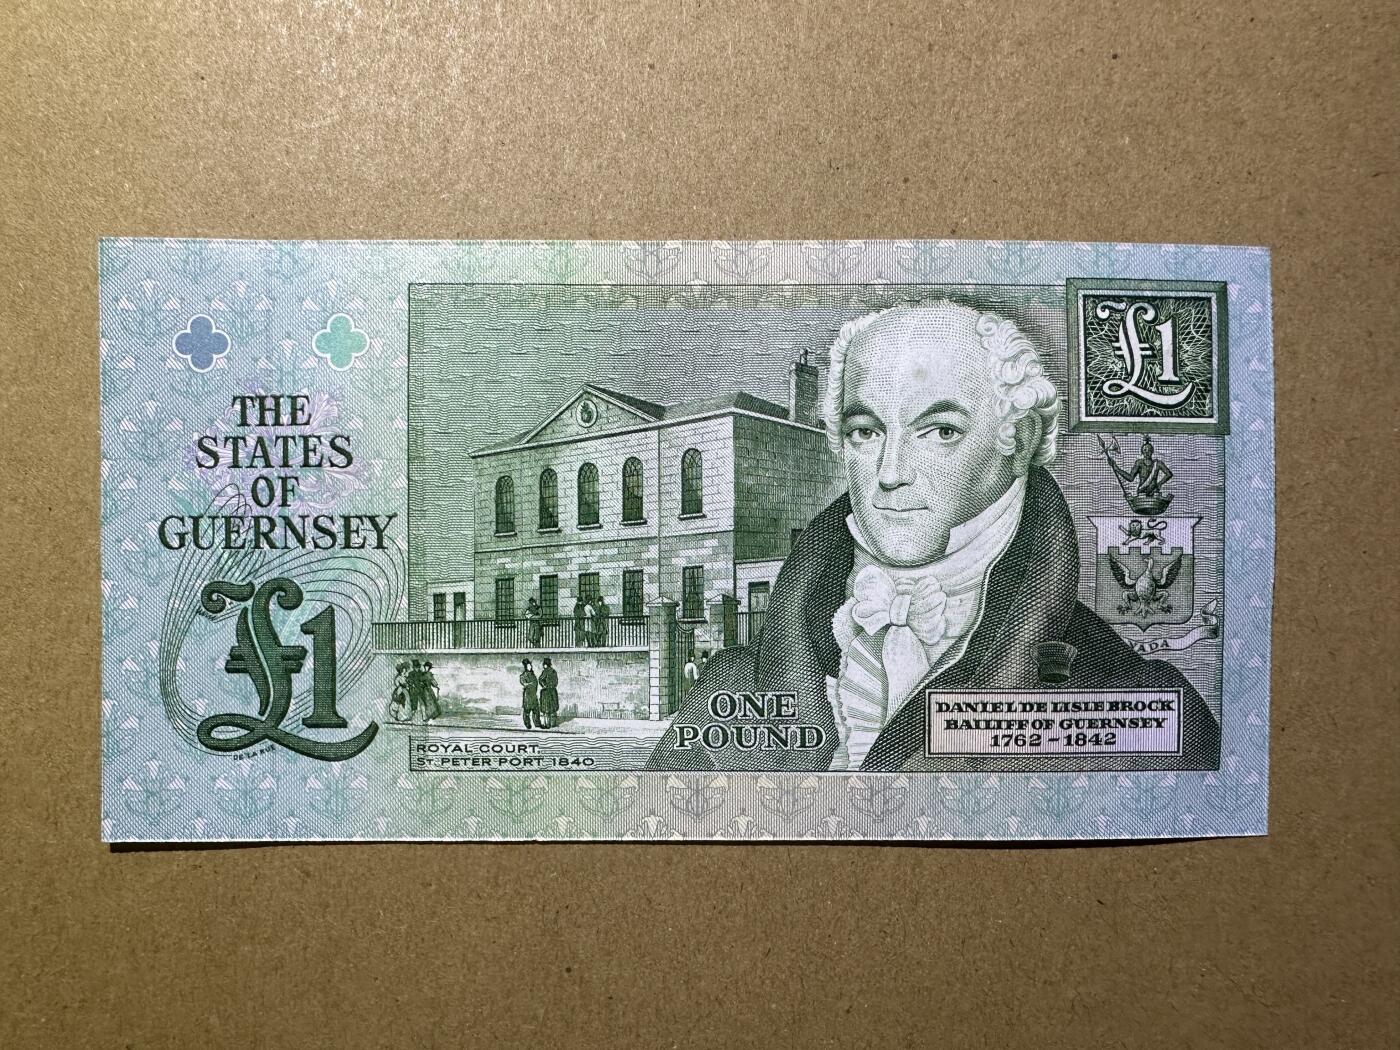 THE
STATES
OF
GUERNSEY
£1
DE LA RUE
ROYAL COURT,
ST. PETER PORT 1840
ONE
POUND
£1
DANIEL DE LISLE BROCK
BAILIFF OF GUERNSEY
1762 – 1842